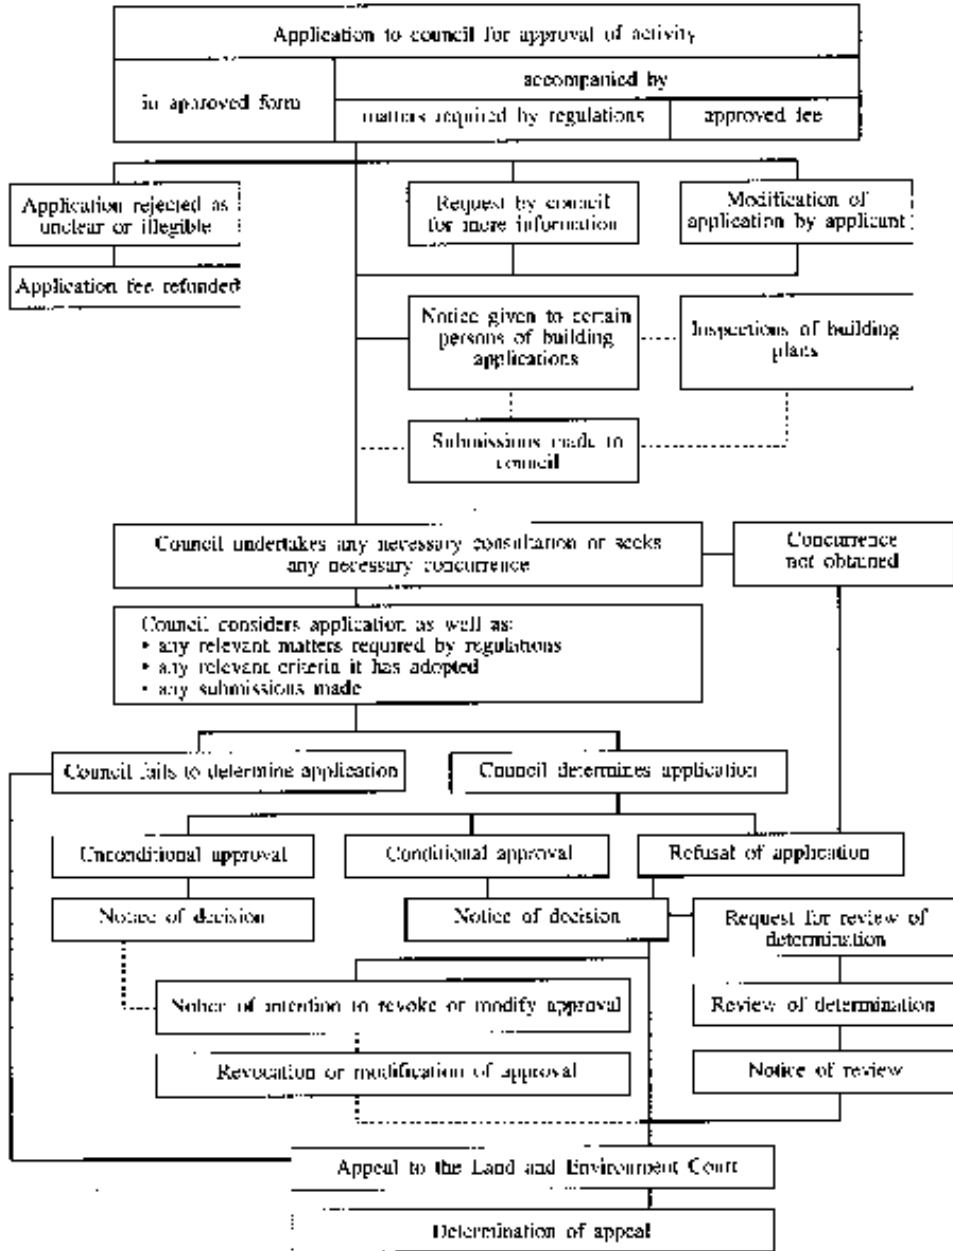 Application to council for approval of activity
in approved form
accompanied by
matters required by regulations
approved fee
Application rejected as
unclear or illegible
Request by council
for more information
Modification of
application by applicant
Application fee refunded
Notice given to certain
persons of building
applications
Inspections of building
plans
Submissions made to
council
Council undertakes any necessary consultation or seeks
any necessary concurrence
Concurrence
not obtained
Council considers application as well as:
• any relevant matters required by regulations
• any relevant criteria it has adopted
• any submissions made
Council fails to determine application
Council determines application
Unconditional approval
Conditional approval
Refusal of application
Notice of decision
Notice of decision
Request for review of
determination
Notice of intention to revoke or modify approval
Review of determination
Revocation or modification of approval
Notice of review
Appeal to the Land and Environment Court
Determination of appeal